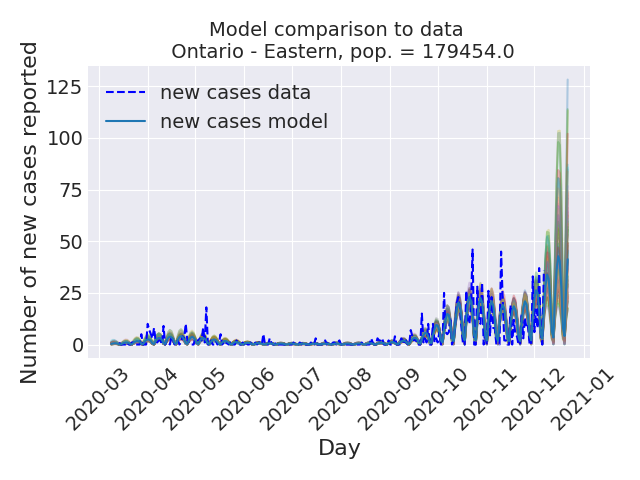 Model comparison to data
Ontario - Eastern, pop. = 179454.0
Number of new cases reported
125
100
75
50
25
0
new cases data
new cases model
2020-03
2020-04
2020-05
2020-06
2020-07
2020-08
2020-09
2020-10
2020-11
2020-12
2021-01
Day